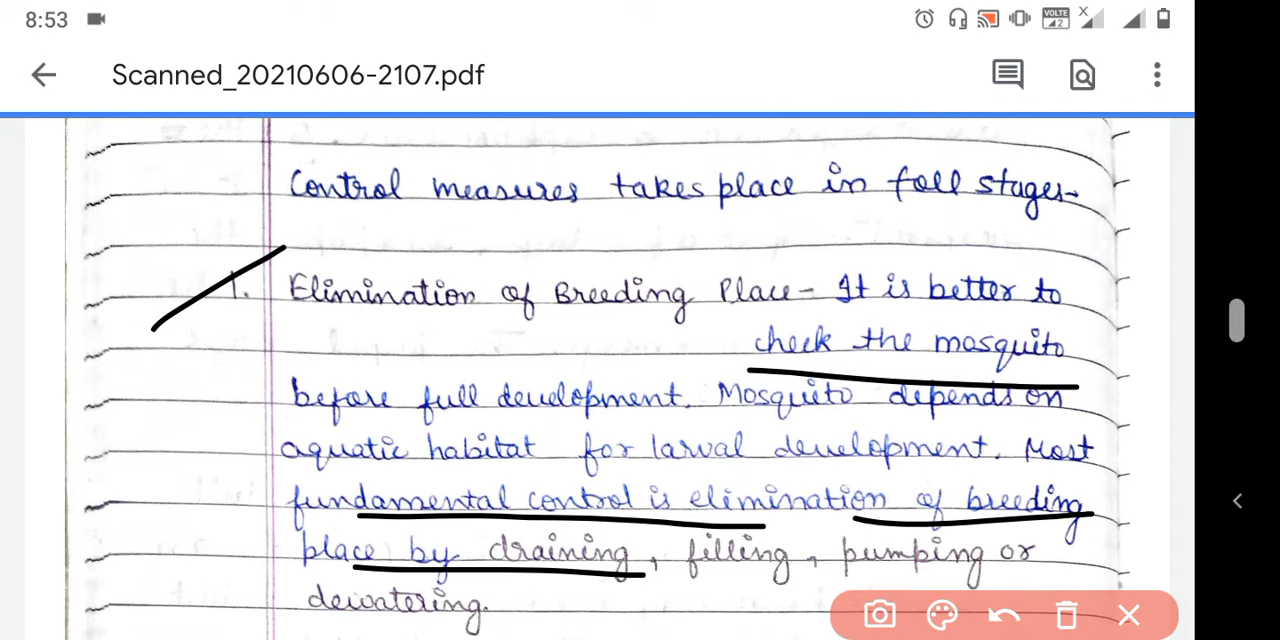 8:53
VOLTE
2
X
Scanned_20210606-2107.pdf
Control measures takes place in foll stages-
1. Elimination of Breeding Place - It is better to
check the mosquito
before full development. Mosquito depends on
aquatic habitat for larval development. Most
fundamental control is elimination of breeding
place by draining, filling, pumping or
dewatering.